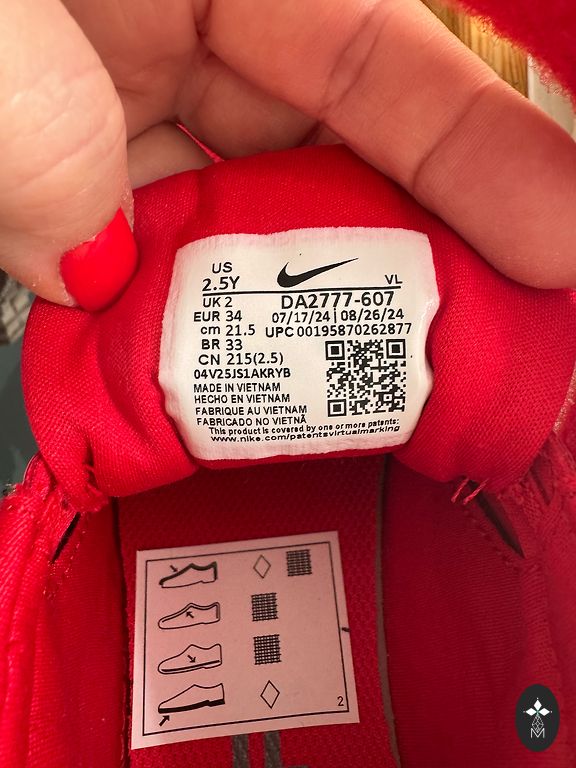 US
2.5Y
VL
UK 2
DA2777-607
EUR 34
07/17/24 | 08/26/24
cm 21.5
UPC 00195870262877
BR 33
CN 215(2.5)
04V25JS1AKRYB
MADE IN VIETNAM
HECHO EN VIETNAM
FABRIQUE AU VIETNAM
FABRICADO NO VIETNÃ
This product is covered by one or more patents:
www.nike.com/patentsvirtualmarking
2
M